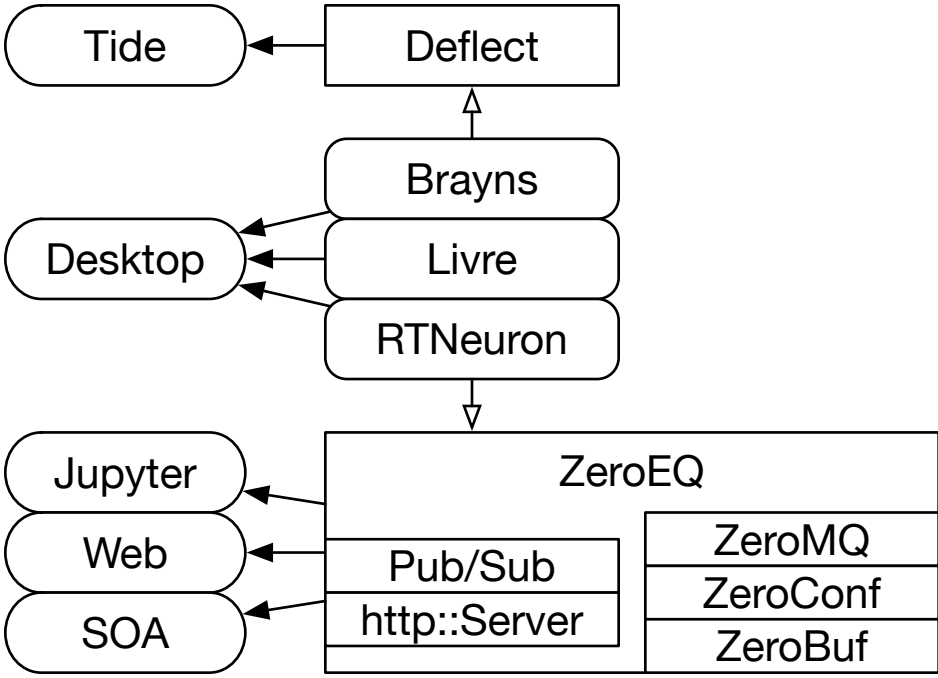 Tide
Deflect
Brayns
Desktop
Livre
RTNeuron
Jupyter
ZeroEQ
Web
Pub/Sub
ZeroMQ
ZeroConf
SOA
http::Server
ZeroBuf